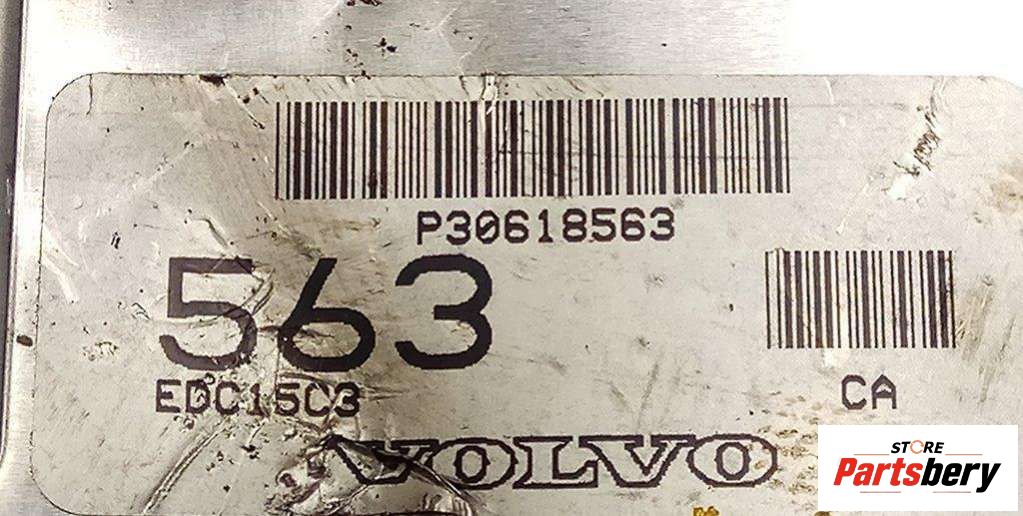 P30618563
563
EDC15C3
CA
VOLVO
STORE
Partsbery